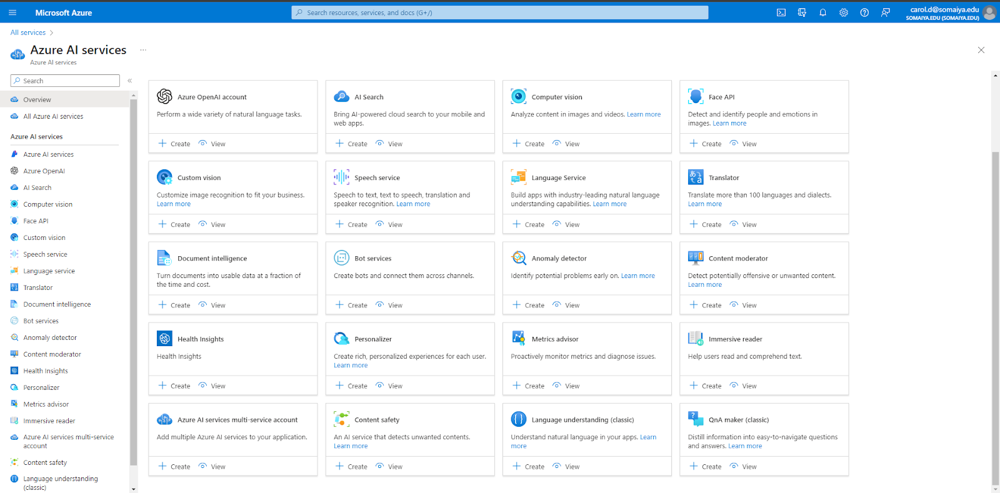 Microsoft Azure
Search resources, services, and docs (G+/)
carol.d@somaiya.edu
SOMAIYA.EDU (SOMAIYA.EDU)
All services
Azure AI services
...
Azure AI services
Search
Overview
All Azure AI services
Azure AI services
Azure AI services
Azure OpenAI
AI Search
Computer vision
Face API
Custom vision
Speech service
Language service
Translator
Document intelligence
Bot services
Anomaly detector
Content moderator
Health Insights
Personalizer
Metrics advisor
Immersive reader
Azure AI services multi-service
account
Content safety
Language understanding
(classic)
Azure OpenAI account
Perform a wide variety of natural language tasks.
Create View
AI Search
Bring AI-powered cloud search to your mobile and
web apps.
Create View
Computer vision
Analyze content in images and videos. Learn more
Create View
Face API
Detect and identify people and emotions in
images. Learn more
Create View
Custom vision
Customize image recognition to fit your business.
Learn more
Create View
Speech service
Speech to text, text to speech, translation and
speaker recognition. Learn more
Create View
Language Service
Build apps with industry-leading natural language
understanding capabilities. Learn more
Create View
Translator
Translate more than 100 languages and dialects.
Learn more
Create View
Document intelligence
Turn documents into usable data at a fraction of
the time and cost.
Create View
Bot services
Create bots and connect them across channels.
Create View
Anomaly detector
Identify potential problems early on. Learn more
Create View
Content moderator
Detect potentially offensive or unwanted content.
Learn more
Create View
Health Insights
Health Insights
Create View
Personalizer
Create rich, personalized experiences for each user.
Learn more
Create View
Metrics advisor
Proactively monitor metrics and diagnose issues.
Create View
Immersive reader
Help users read and comprehend text.
Create View
Azure AI services multi-service account
Add multiple Azure AI services to your application.
Create View
Content safety
An AI service that detects unwanted contents.
Learn more
Create View
Language understanding (classic)
Understand natural language in your apps. Learn
more
Create View
QnA maker (classic)
Distill information into easy-to-navigate questions
and answers. Learn more
Create View